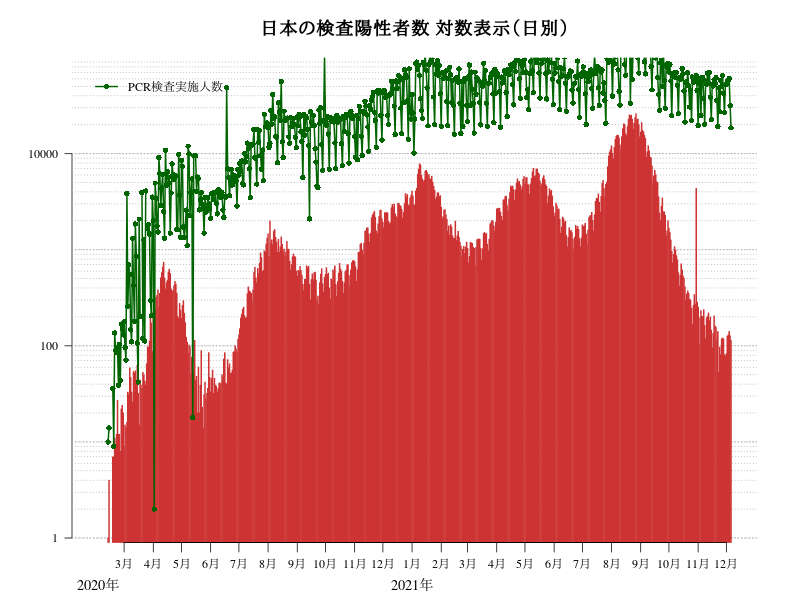 日本の検査陽性者数 対数表示(日別)
PCR検査実施人数
10000
100
1
3月 4月 5月 6月 7月 8月 9月 10月 11月 12月 1月 2月 3月 4月 5月 6月 7月 8月 9月 10月 11月 12月
2020年 2021年